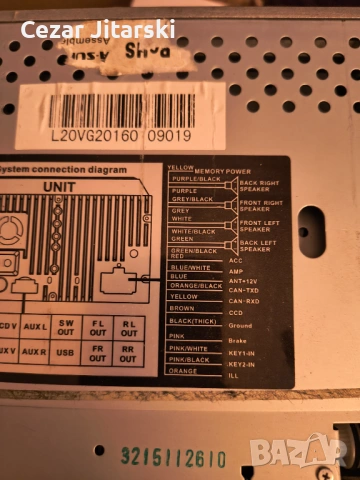 Cezar Jitarski
Assemble
L20VG20160 09019
System connection diagram
UNIT
CD V AUX L SW OUT F L OUT R L OUT
AUX V AUX R USB FR OUT RR OUT
YELLOW MEMORY POWER
PURPLE/BLACK
PURPLE
BACK RIGHT SPEAKER
GREY/BLACK
GREY
FRONT RIGHT SPEAKER
WHITE
WHITE/BLACK
FRONT LEFT SPEAKER
GREEN
GREEN/BLACK
BACK LEFT SPEAKER
RED ACC
BLUE/WHITE AMP
BLUE ANT+12V
ORANGE/BLACK CAN-TXD
YELLOW CAN-RXD
BROWN CCD
BLACK(THICK) Ground
PINK Brake
PINK/WHITE KEY1-IN
PINK/BLACK KEY2-IN
ORANGE ILL
3215112610
BAZAR
bg